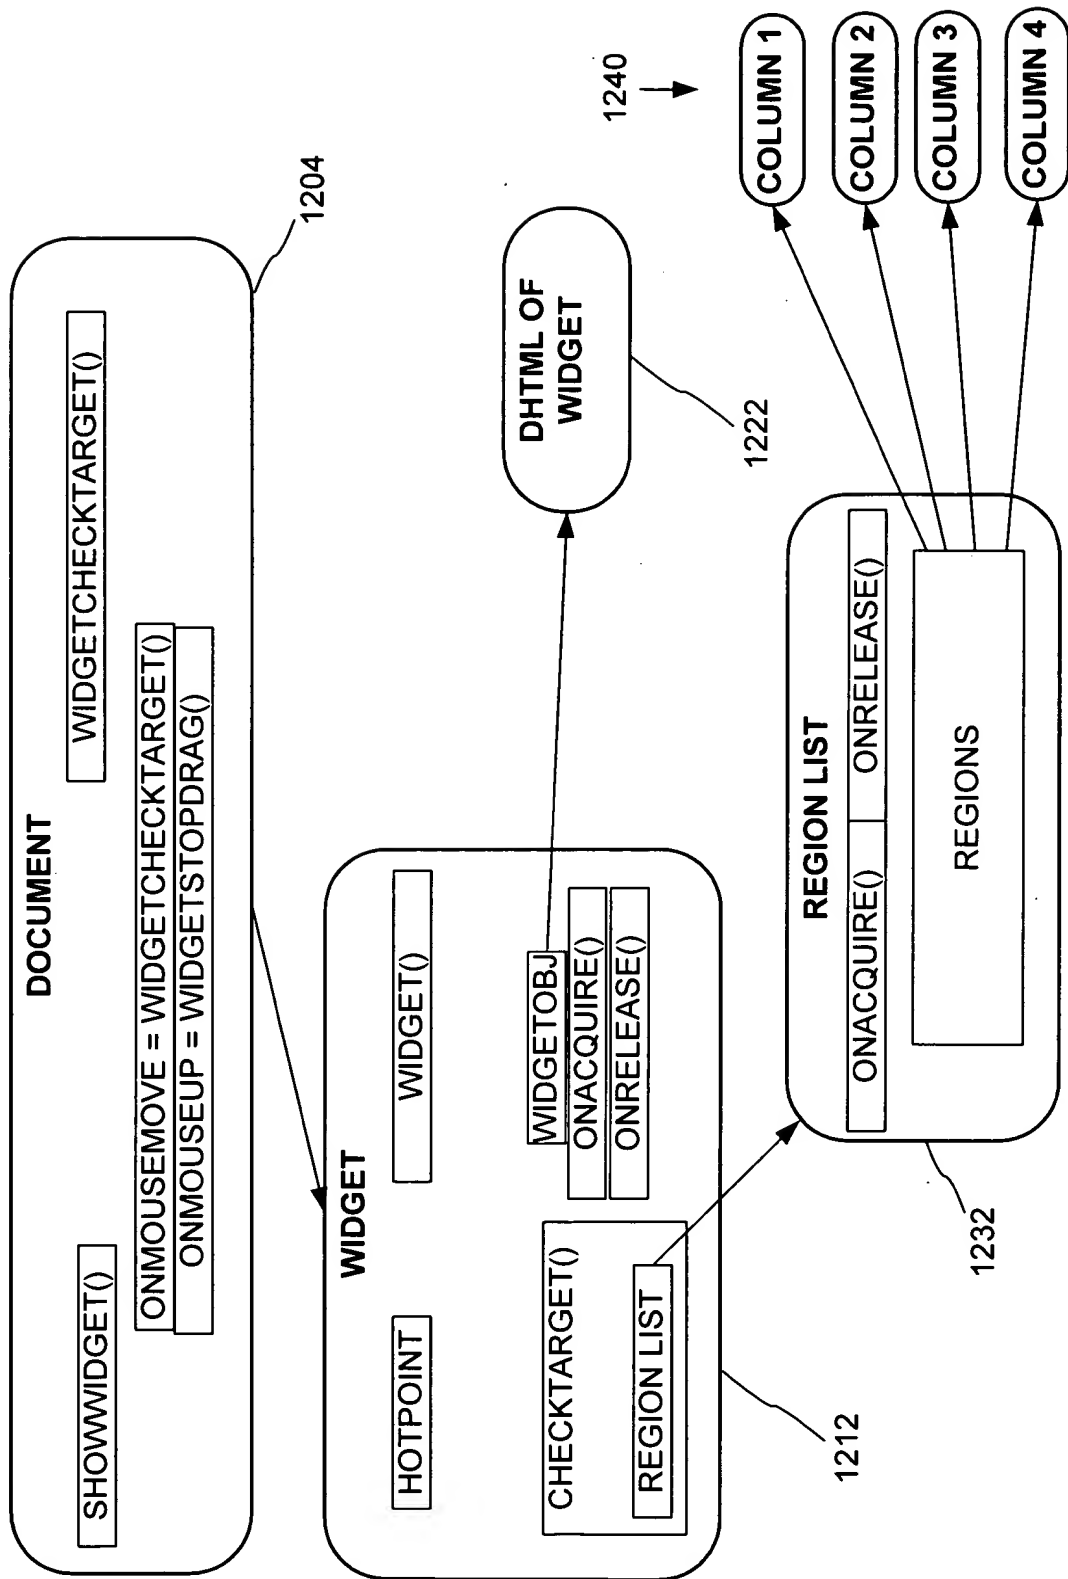 DOCUMENT
SHOWWIDGET()
WIDGETCHECKTARGET()
ONMOUSEMOVE = WIDGETCHECKTARGET()
ONMOUSEUP = WIDGETSTOPDRAG()
1204
WIDGET
HOTPOINT
WIDGET()
CHECKTARGET()
REGION LIST
WIDGETOBJ
ONACQUIRE()
ONRELEASE()
1212
DHTML OF
WIDGET
1222
REGION LIST
ONACQUIRE()
ONRELEASE()
REGIONS
1232
1240
COLUMN 1
COLUMN 2
COLUMN 3
COLUMN 4